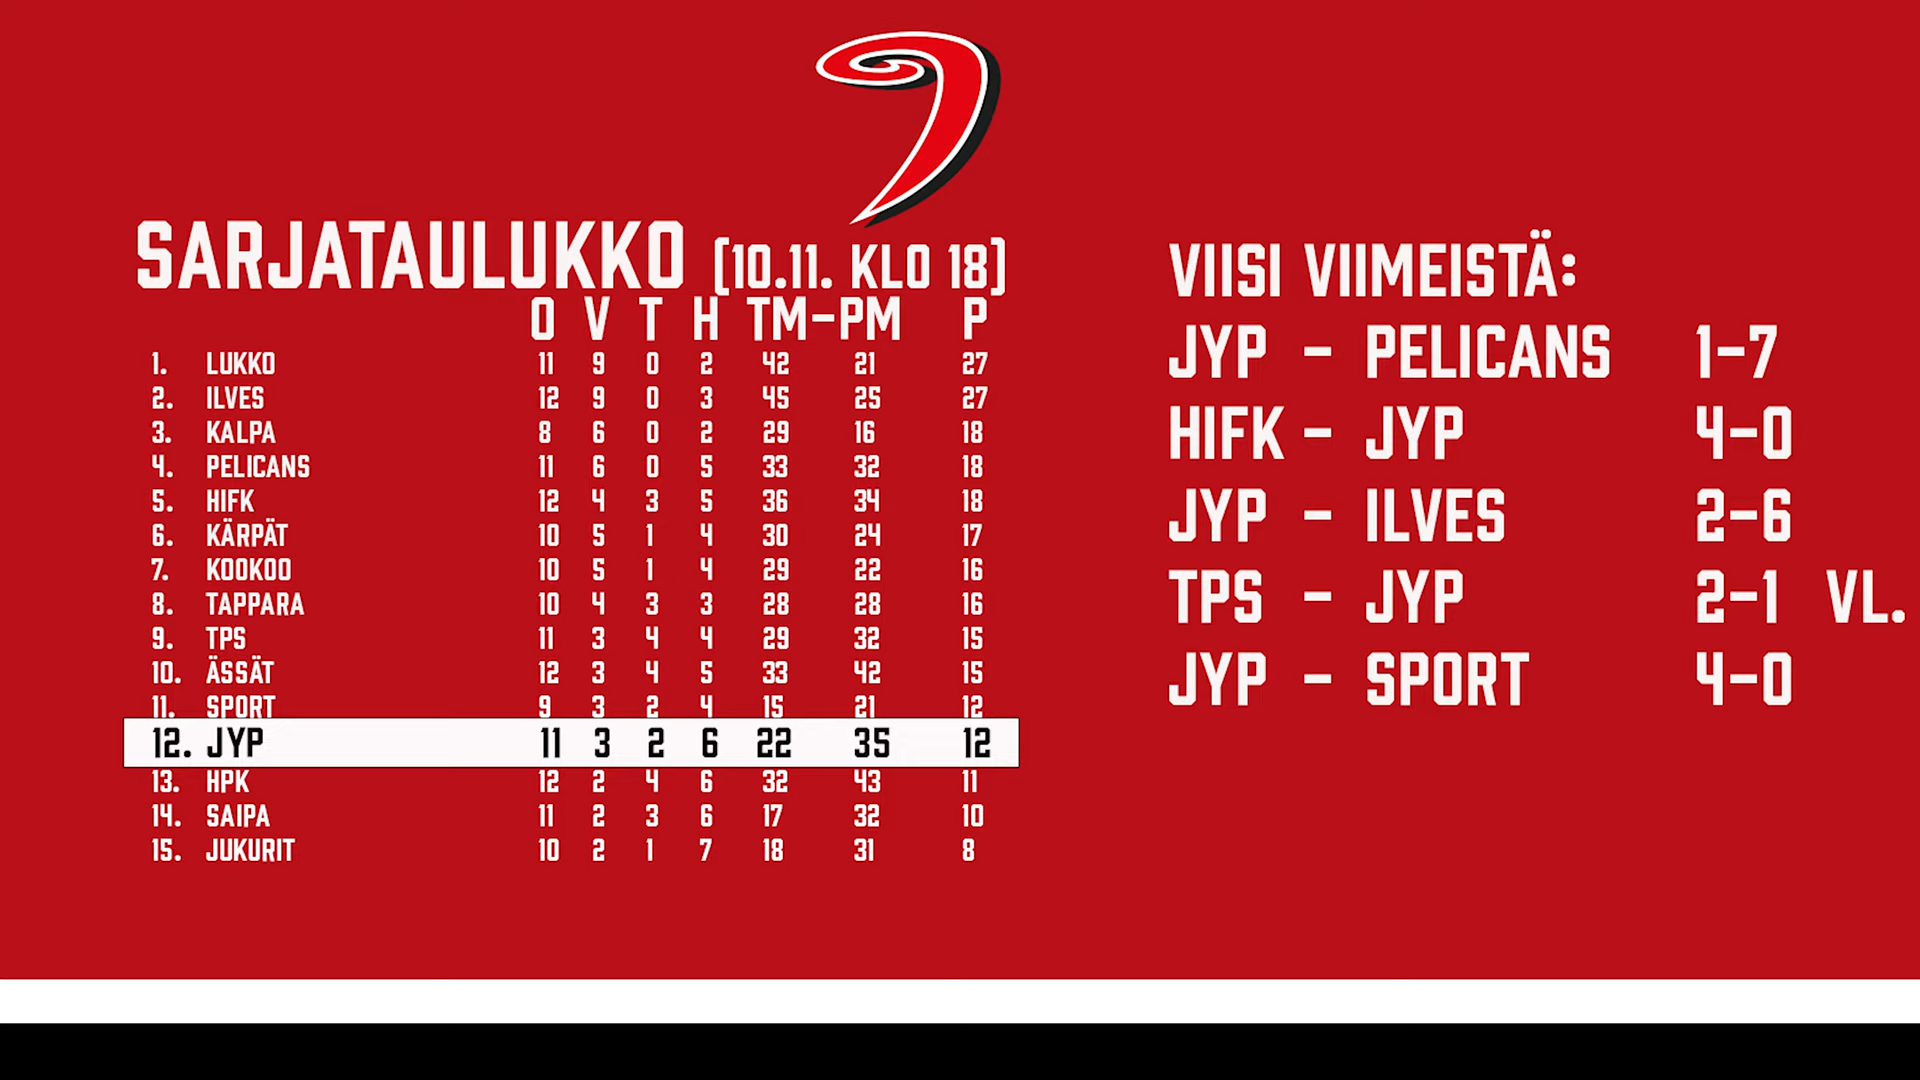 SARJATAULUKKO (10.11. KLO 18)
O V T H TM-PM P
1. LUKKO 11 9 0 2 42 21 27
2. ILVES 12 9 0 3 45 25 27
3. KALPA 8 6 0 2 29 16 18
4. PELICANS 11 6 0 5 33 32 18
5. HIFK 12 4 3 5 36 34 18
6. KÄRPÄT 10 5 1 4 30 24 17
7. KOOKOO 10 5 1 4 29 22 16
8. TAPPARA 10 4 3 3 28 28 16
9. TPS 11 3 4 4 29 32 15
10. ÄSSÄT 12 3 4 5 33 42 15
11. SPORT 9 3 2 4 15 21 12
12. JYP 11 3 2 6 22 35 12
13. HPK 12 2 4 6 32 43 11
14. SAIPA 11 2 3 6 17 32 10
15. JUKURIT 10 2 1 7 18 31 8
VIISI VIIMEISTÄ:
JYP - PELICANS 1-7
HIFK - JYP 4-0
JYP - ILVES 2-6
TPS - JYP 2-1 VL.
JYP - SPORT 4-0